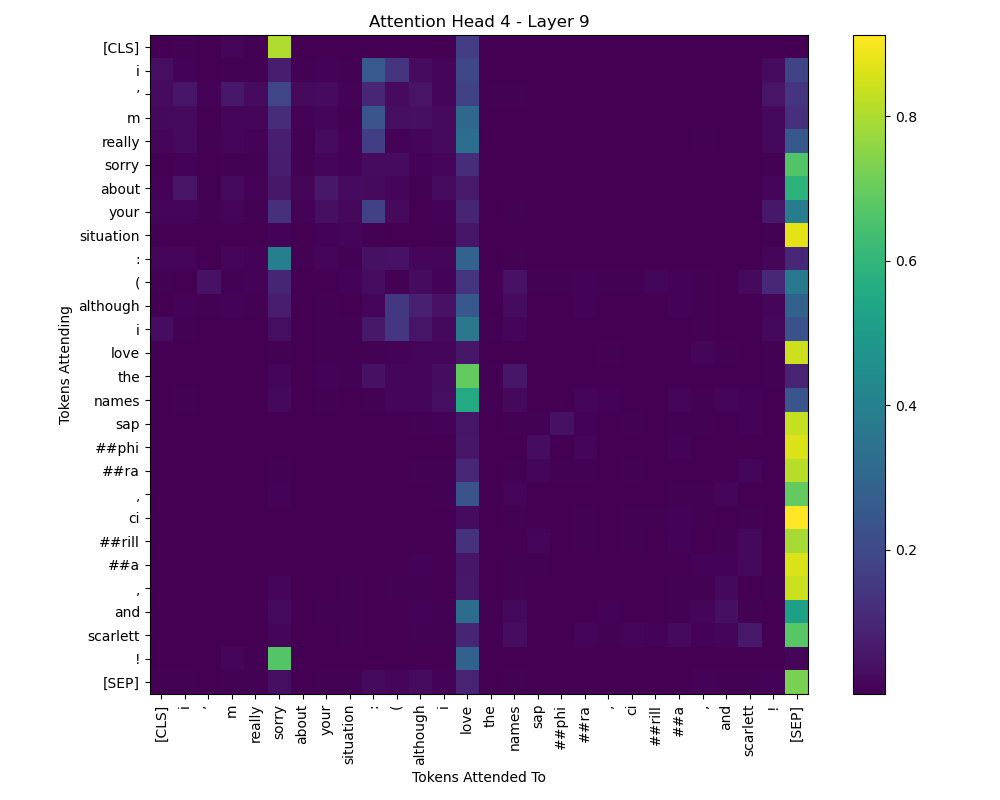 Attention Head 4 - Layer 9
Tokens Attending
[CLS]
i
’
m
really
sorry
about
your
situation
:
(
although
i
love
the
names
sap
##phi
##ra
,
ci
##rill
##a
,
and
scarlett
!
[SEP]
[CLS]
i
’
m
really
sorry
about
your
situation
:
(
although
i
love
the
names
sap
##phi
##ra
,
ci
##rill
##a
,
and
scarlett
!
[SEP]
Tokens Attended To
0.8
0.6
0.4
0.2